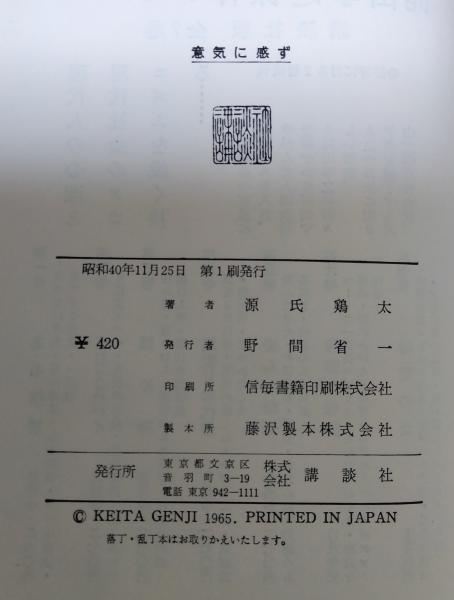 意気に感ず
昭和40年11月25日 第1刷発行
著者 源氏鶏太
¥ 420 発行者 野間省一
印刷所 信毎書籍印刷株式会社
製本所 藤沢製本株式会社
発行所 東京都文京区音羽町 3—19 電話 東京 942—1111 株式会社 講談社
© KEITA GENJI 1965. PRINTED IN JAPAN
落丁・乱丁本はお取りかえいたします。